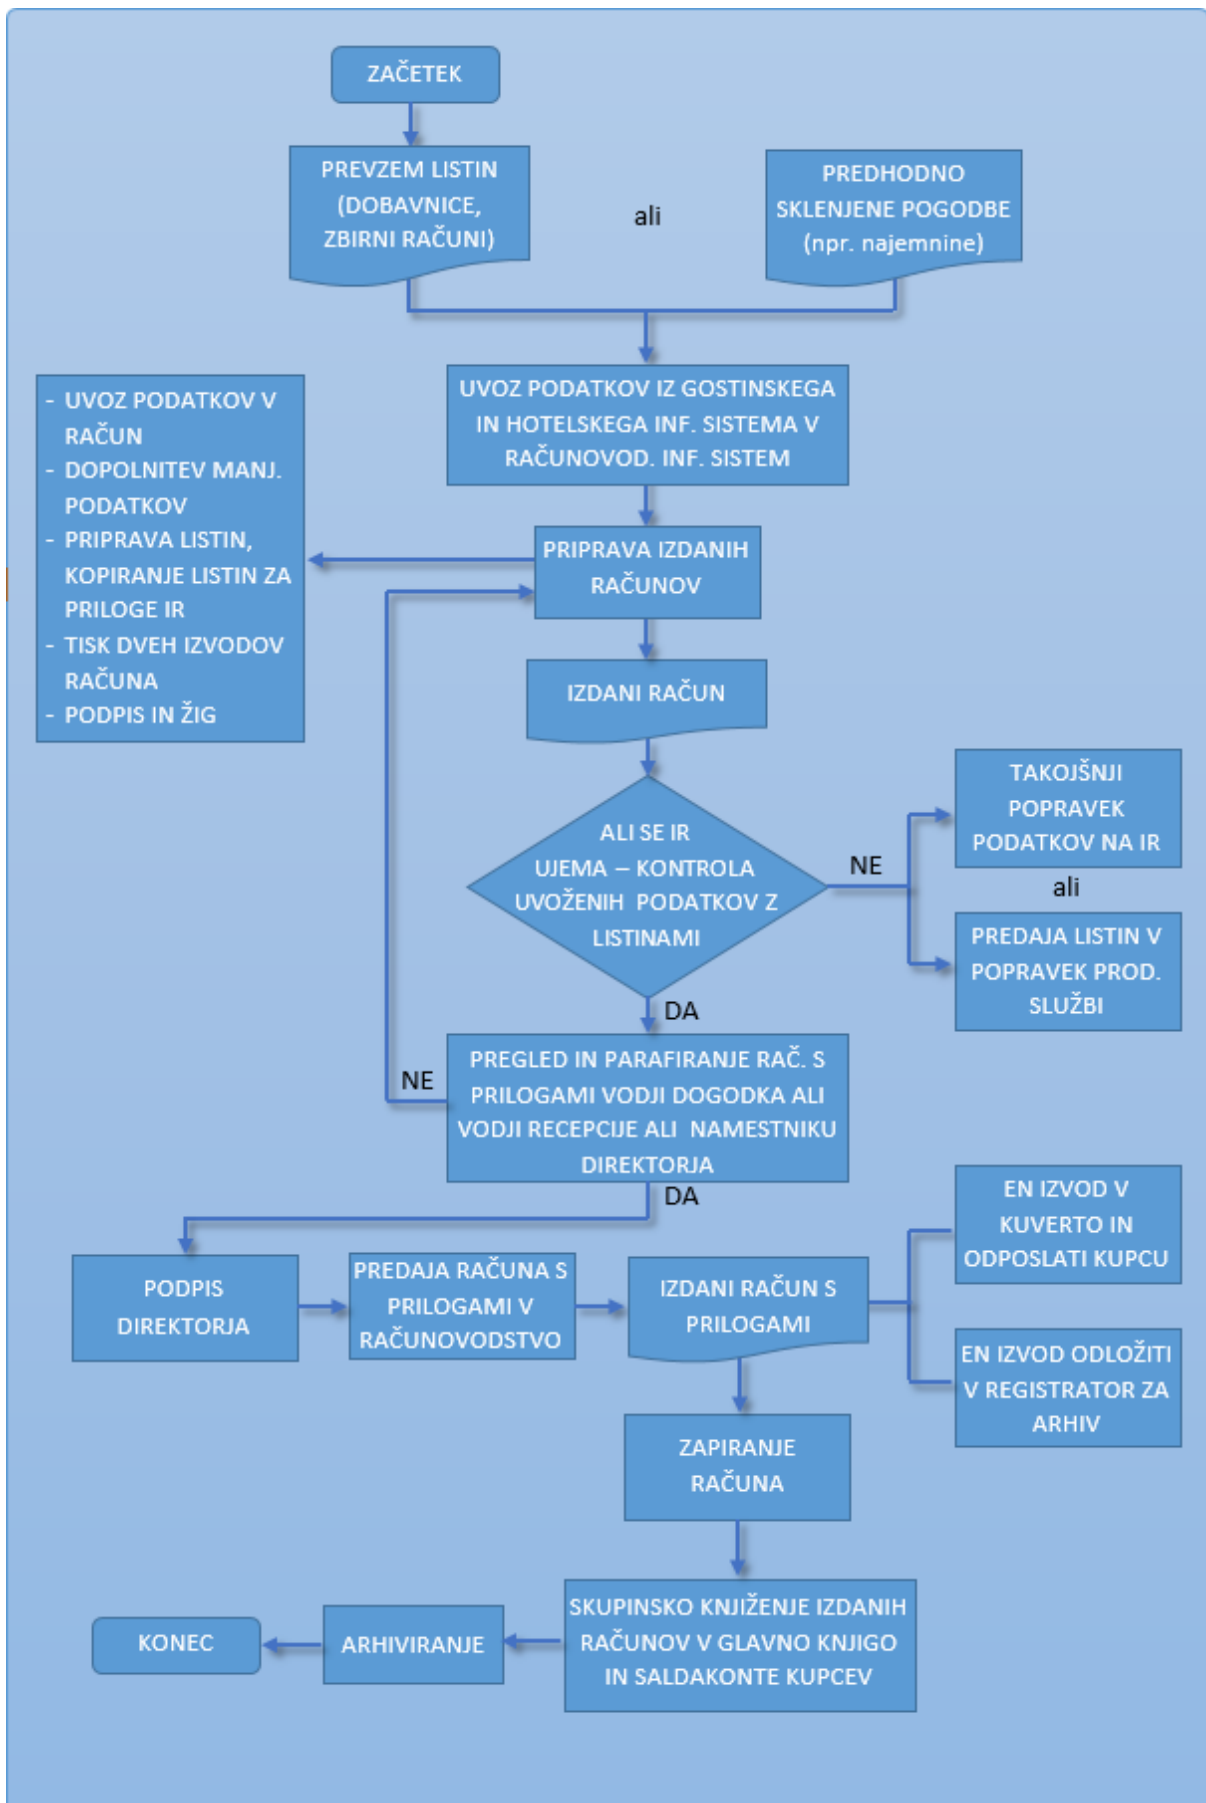 ZAČETEK
PREVZEM LISTIN
(DOBAVNICE,
ZBIRNI RAČUNI)
ali
PREDHODNO
SKLENJENE POGODBE
(npr. najemnine)
UVOZ PODATKOV IZ GOSTINSKEGA
IN HOTELSKEGA INF. SISTEMA V
RAČUNOVOD. INF. SISTEM
- UVOZ PODATKOV V
RAČUN
- DOPOLNITEV MANJ.
PODATKOV
- PRIPRAVA LISTIN,
KOPIRANJE LISTIN ZA
PRILOGE IR
- TISK DVEH IZVODOV
RAČUNA
- PODPIS IN ŽIG
PRIPRAVA IZDANIH
RAČUNOV
IZDANI RAČUN
ALI SE IR
UJEMA – KONTROLA
UVOŽENIH PODATKOV Z
LISTINAMI
NE
TAKOJŠNJI
POPRAVEK
PODATKOV NA IR
ali
PREDAJA LISTIN V
POPRAVEK PROD.
SLUŽBI
DA
PREGLED IN PARAFIRANJE RAČ. S
PRILOGAMI VODJI DOGODKA ALI
VODJI RECEPCIJE ALI NAMESTNIKU
DIREKTORJA
NE
DA
PODPIS
DIREKTORJA
PREDAJA RAČUNA S
PRILOGAMI V
RAČUNOVODSTVO
IZDANI RAČUN S
PRILOGAMI
EN IZVOD V
KUVERTO IN
ODPOSLATI KUPCU
EN IZVOD ODLOŽITI
V REGISTRATOR ZA
ARHIV
ZAPIRANJE
RAČUNA
SKUPINSKO KNJIŽENJE IZDANIH
RAČUNOV V GLAVNO KNJIGO
IN SALDAKONTE KUPCEV
ARHIVIRANJE
KONEC